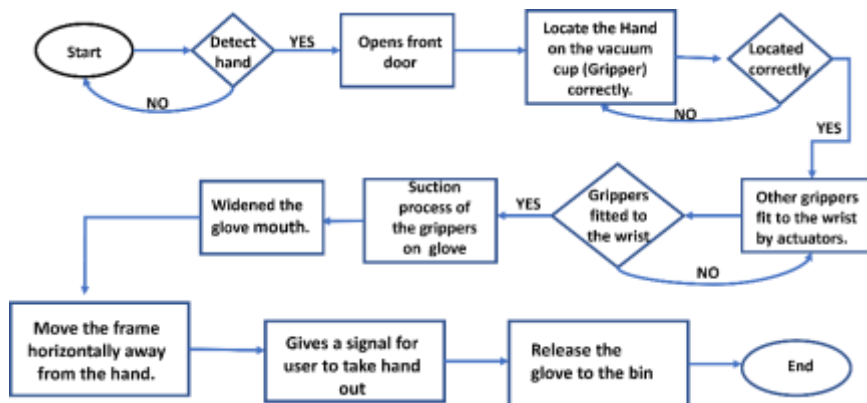 Start
Detect
hand
YES
NO
Opens front
door
Locate the Hand
on the vacuum
cup (Gripper)
correctly.
Located
correctly
NO
YES
Other grippers
fit to the wrist
by actuators.
Grippers
fitted to
the wrist
NO
YES
Suction
process of
the grippers
on glove
Widened the
glove mouth.
Move the frame
horizontally away
from the hand.
Gives a signal for
user to take hand
out
Release the
glove to the bin
End